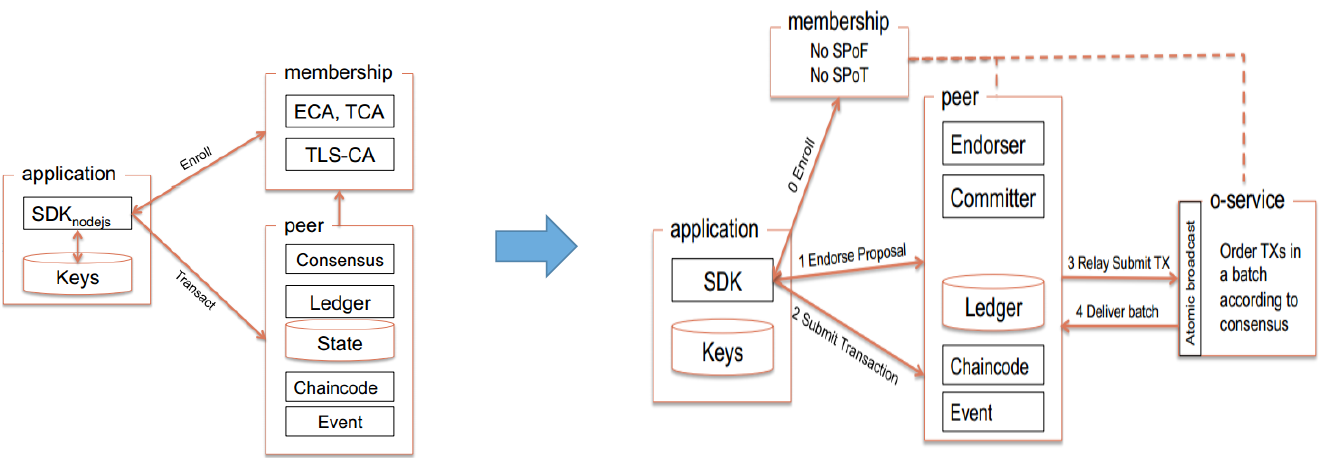 membership
ECA, TCA
TLS-CA
Enroll
application
SDKnodejs
Keys
Transact
peer
Consensus
Ledger
State
Chaincode
Event
membership
No SPoF
No SPoT
0 Enroll
application
SDK
Keys
1 Endorse Proposal
2 Submit Transaction
peer
Endorser
Committer
Ledger
Chaincode
Event
3 Relay Submit TX
4 Deliver batch
Atomic broadcast
o-service
Order TXs in
a batch
according to
consensus